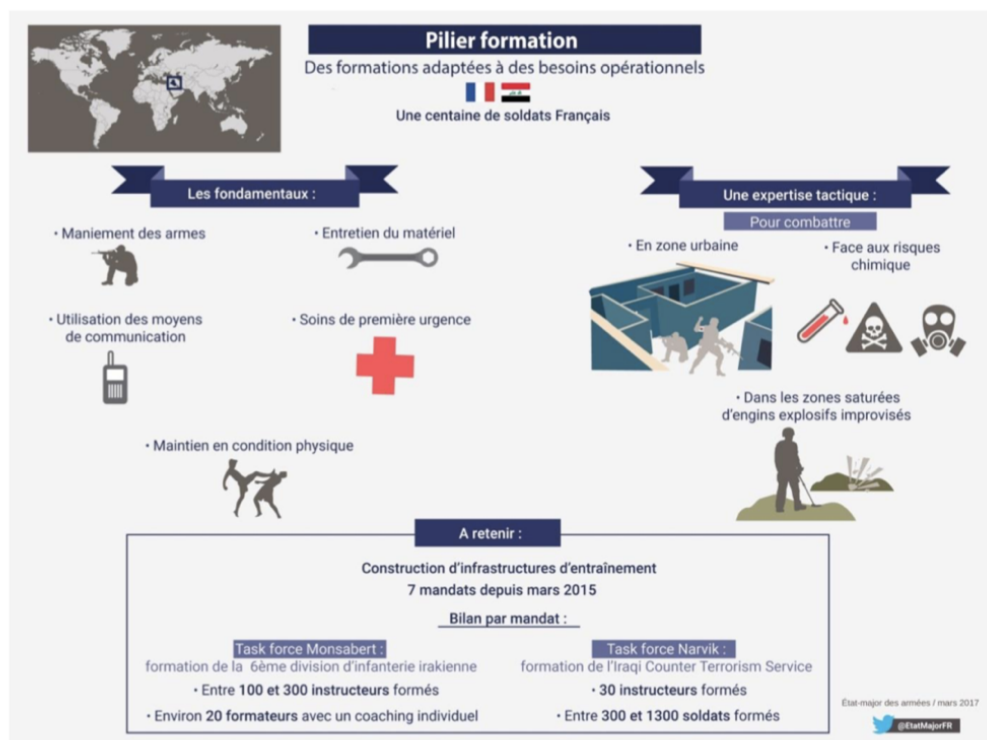 Pilier formation
Des formations adaptées à des besoins opérationnels
Une centaine de soldats Français
Les fondamentaux :
• Maniement des armes
• Entretien du matériel
• Utilisation des moyens
de communication
• Soins de première urgence
• Maintien en condition physique
Une expertise tactique :
Pour combattre
• En zone urbaine
• Face aux risques
chimique
• Dans les zones saturées
d'engins explosifs improvisés
A retenir :
Construction d'infrastructures d'entraînement
7 mandats depuis mars 2015
Bilan par mandat :
Task force Monsabert :
formation de la 6ème division d'infanterie irakienne
• Entre 100 et 300 instructeurs formés
• Environ 20 formateurs avec un coaching individuel
Task force Narvik :
formation de l'Iraqi Counter Terrorism Service
• 30 instructeurs formés
• Entre 300 et 1300 soldats formés
État-major des armées / mars 2017
@EtatMajorFR